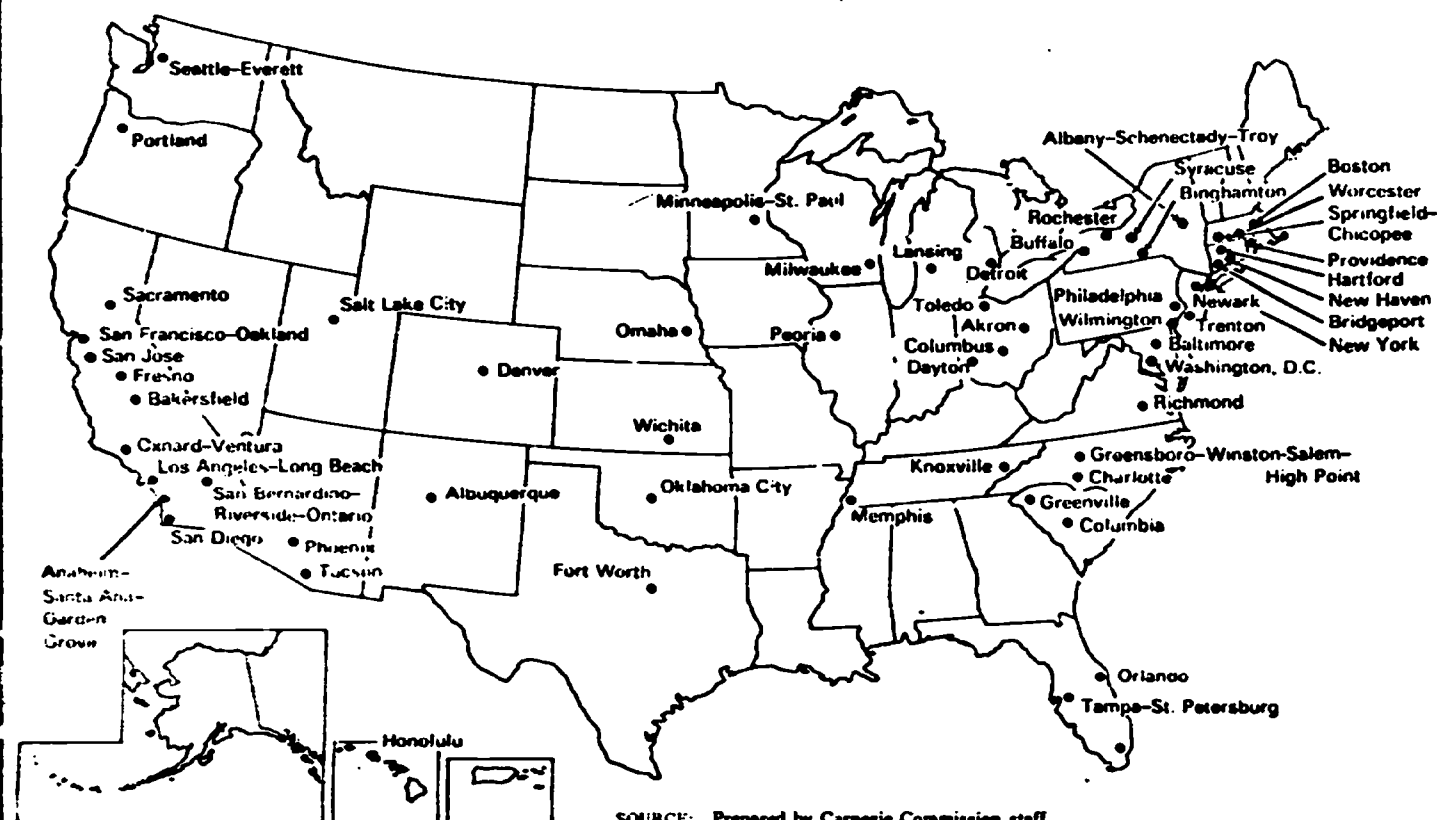 Seattle-Everett
Portland
Albany-Schenectady-Troy
Syracuse
Binghamton
Boston
Worcester
Springfield-
Chicopee
Rochester
Buffalo
Minneapolis-St. Paul
Lansing
Milwaukee
Detroit
Providence
Hartford
New Haven
Bridgeport
New York
Sacramento
Salt Lake City
Toledo
Philadelphia
Newark
Wilmington
Trenton
San Francisco-Oakland
Omaha
Peoria
Akron
Baltimore
San Jose
Columbus
Dayton
Washington, D.C.
Fresno
Denver
Bakersfield
Richmond
Wichita
Oxnard-Ventura
Los Angeles-Long Beach
Knoxville
Greensboro-Winston-Salem-
High Point
Charlotte
San Bernardino-
Riverside-Ontario
Albuquerque
Oklahoma City
Memphis
Greenville
Columbia
San Diego
Phoenix
Tucson
Fort Worth
Anaheim-
Santa Ana-
Garden
Grove
Orlando
Tampa-St. Petersburg
Honolulu
SOURCE: Prepared by Carnegie Commission staff